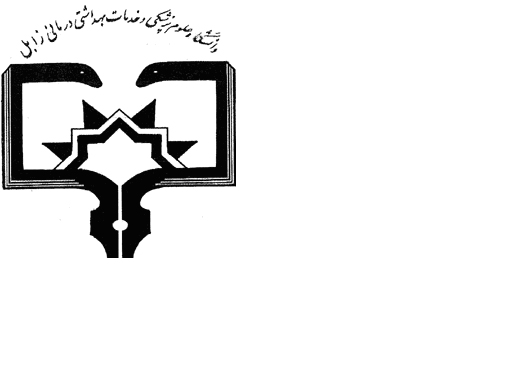 دانشگاه علوم پزشکی و خدمات بهداشتی درمانی زابل